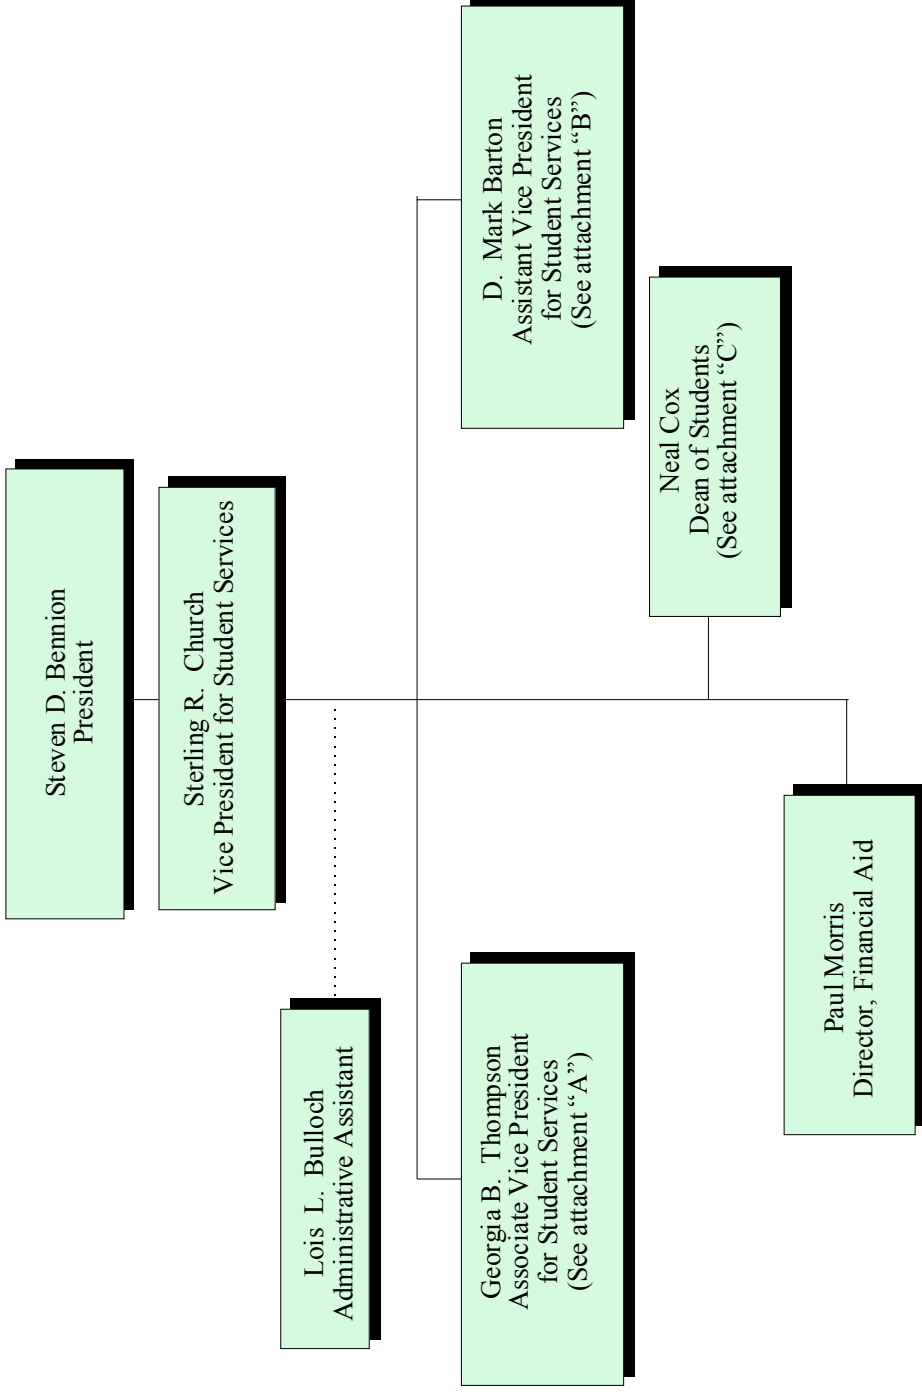 Steven D. Bennion
President
Sterling R. Church
Vice President for Student Services
Lois L. Bulloch
Administrative Assistant
Georgia B. Thompson
Associate Vice President
for Student Services
(See attachment “A”)
D. Mark Barton
Assistant Vice President
for Student Services
(See attachment “B”)
Neal Cox
Dean of Students
(See attachment “C”)
Paul Morris
Director, Financial Aid